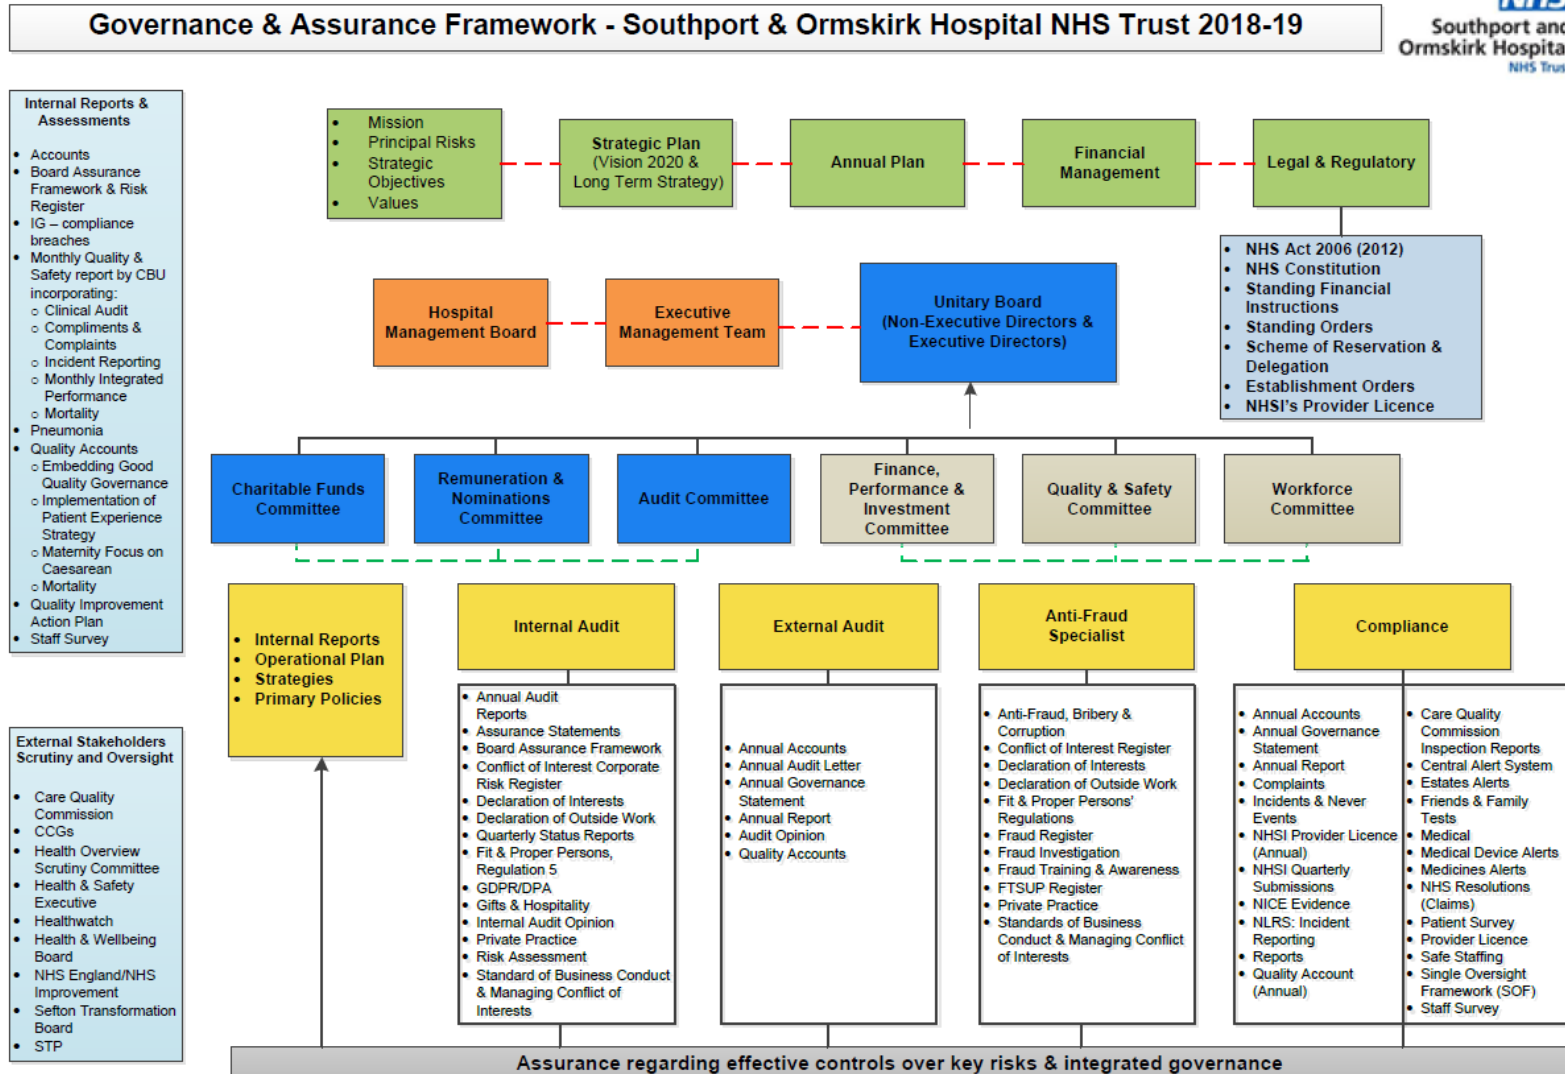 Governance & Assurance Framework - Southport & Ormskirk Hospital NHS Trust 2018-19
NHS
Southport and
Ormskirk Hospita
NHS Trus
Internal Reports &
Assessments
• Accounts
• Board Assurance
Framework & Risk
Register
• IG – compliance
breaches
• Monthly Quality &
Safety report by CBU
incorporating:
o Clinical Audit
o Compliments &
Complaints
o Incident Reporting
o Monthly Integrated
Performance
o Mortality
• Pneumonia
• Quality Accounts
o Embedding Good
Quality Governance
o Implementation of
Patient Experience
Strategy
o Maternity Focus on
Caesarean
o Mortality
• Quality Improvement
Action Plan
• Staff Survey
External Stakeholders
Scrutiny and Oversight
• Care Quality
Commission
• CCGs
• Health Overview
Scrutiny Committee
• Health & Safety
Executive
• Healthwatch
• Health & Wellbeing
Board
• NHS England/NHS
Improvement
• Sefton Transformation
Board
• STP
• Mission
• Principal Risks
• Strategic
Objectives
• Values
Strategic Plan
(Vision 2020 &
Long Term Strategy)
Annual Plan
Financial
Management
Legal & Regulatory
• NHS Act 2006 (2012)
• NHS Constitution
• Standing Financial
Instructions
• Standing Orders
• Scheme of Reservation &
Delegation
• Establishment Orders
• NHSI's Provider Licence
Hospital
Management Board
Executive
Management Team
Unitary Board
(Non-Executive Directors &
Executive Directors)
Charitable Funds
Committee
Remuneration &
Nominations
Committee
Audit Committee
Finance,
Performance &
Investment
Committee
Quality & Safety
Committee
Workforce
Committee
• Internal Reports
• Operational Plan
• Strategies
• Primary Policies
Internal Audit
• Annual Audit
Reports
• Assurance Statements
• Board Assurance Framework
• Conflict of Interest Corporate
Risk Register
• Declaration of Interests
• Declaration of Outside Work
• Quarterly Status Reports
• Fit & Proper Persons,
Regulation 5
• GDPR/DPA
• Gifts & Hospitality
• Internal Audit Opinion
• Private Practice
• Risk Assessment
• Standard of Business Conduct
& Managing Conflict of
Interests
External Audit
• Annual Accounts
• Annual Audit Letter
• Annual Governance
Statement
• Annual Report
• Audit Opinion
• Quality Accounts
Anti-Fraud
Specialist
• Anti-Fraud, Bribery &
Corruption
• Conflict of Interest Register
• Declaration of Interests
• Declaration of Outside Work
• Fit & Proper Persons'
Regulations
• Fraud Register
• Fraud Investigation
• Fraud Training & Awareness
• FTSUP Register
• Private Practice
• Standards of Business
Conduct & Managing Conflict
of Interests
Compliance
• Annual Accounts
• Annual Governance
Statement
• Annual Report
• Complaints
• Incidents & Never
Events
• NHSI Provider Licence
(Annual)
• NHSI Quarterly
Submissions
• NICE Evidence
• NLRS: Incident
Reporting
• Reports
• Quality Account
(Annual)
• Care Quality
Commission
Inspection Reports
• Central Alert System
• Estates Alerts
• Friends & Family
Tests
• Medical
• Medical Device Alerts
• Medicines Alerts
• NHS Resolutions
(Claims)
• Patient Survey
• Provider Licence
• Safe Staffing
• Single Oversight
Framework (SOF)
• Staff Survey
Assurance regarding effective controls over key risks & integrated governance